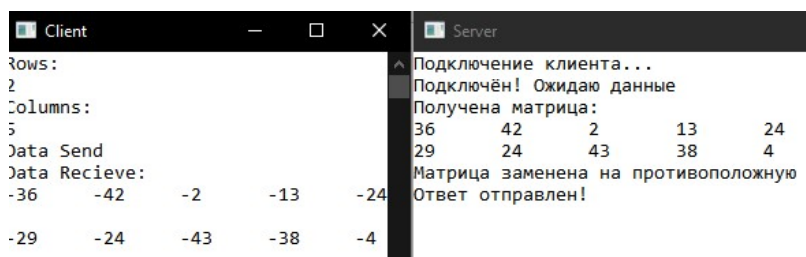 Client
Rows:
2
Columns:
5
Data Send
Data Recieve:
-36 -42 -2 -13 -24
-29 -24 -43 -38 -4
Server
Подключение клиента...
Подключён! Ожидаю данные
Получена матрица:
36 42 2 13 24
29 24 43 38 4
Матрица заменена на противоположную
Ответ отправлен!